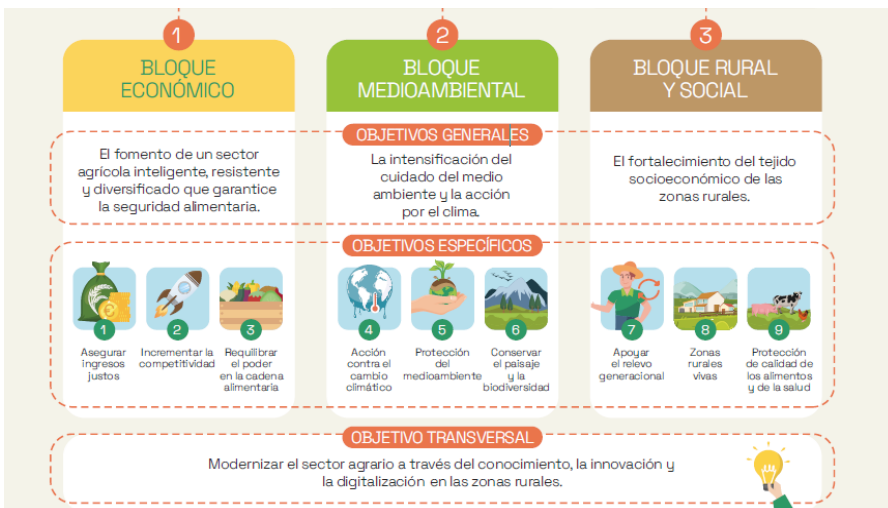 1
BLOQUE
ECONÓMICO
2
BLOQUE
MEDIOAMBIENTAL
3
BLOQUE RURAL
Y SOCIAL
OBJETIVOS GENERALES
El fomento de un sector
agrícola inteligente, resistente
y diversificado que garantice
la seguridad alimentaria.
La intensificación del
cuidado del medio
ambiente y la acción
por el clima.
El fortalecimiento del tejido
socioeconómico de las
zonas rurales.
OBJETIVOS ESPECÍFICOS
1
Asegurar
ingresos
justos
2
Incrementar la
competitividad
3
Requilibrar
el poder
en la cadena
alimentaria
4
Acción
contra el
cambio
climático
5
Protección
del
medioambiente
6
Conservar
el paisaje
y la
biodiversidad
7
Apoyar
el relevo
generacional
8
Zonas
rurales
vivas
9
Protección
de calidad de
los alimentos
y de la salud
OBJETIVO TRANSVERSAL
Modernizar el sector agrario a través del conocimiento, la innovación y
la digitalización en las zonas rurales.